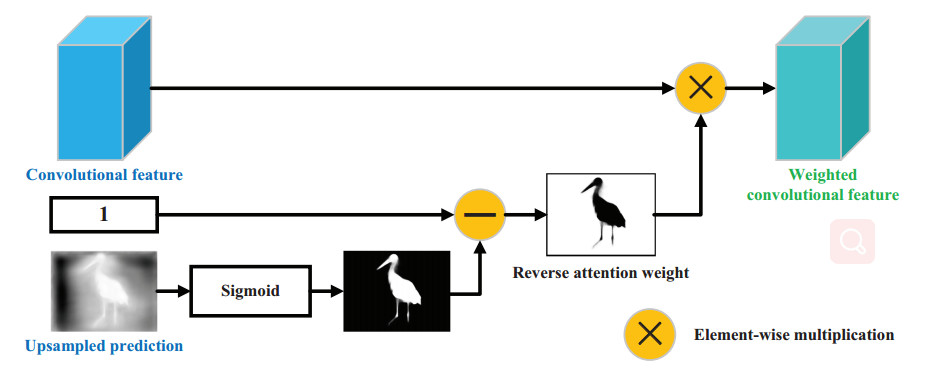 Convolutional feature
Weighted
convolutional feature
1
Reverse attention weight
Sigmoid
Upsampled prediction
Element-wise multiplication